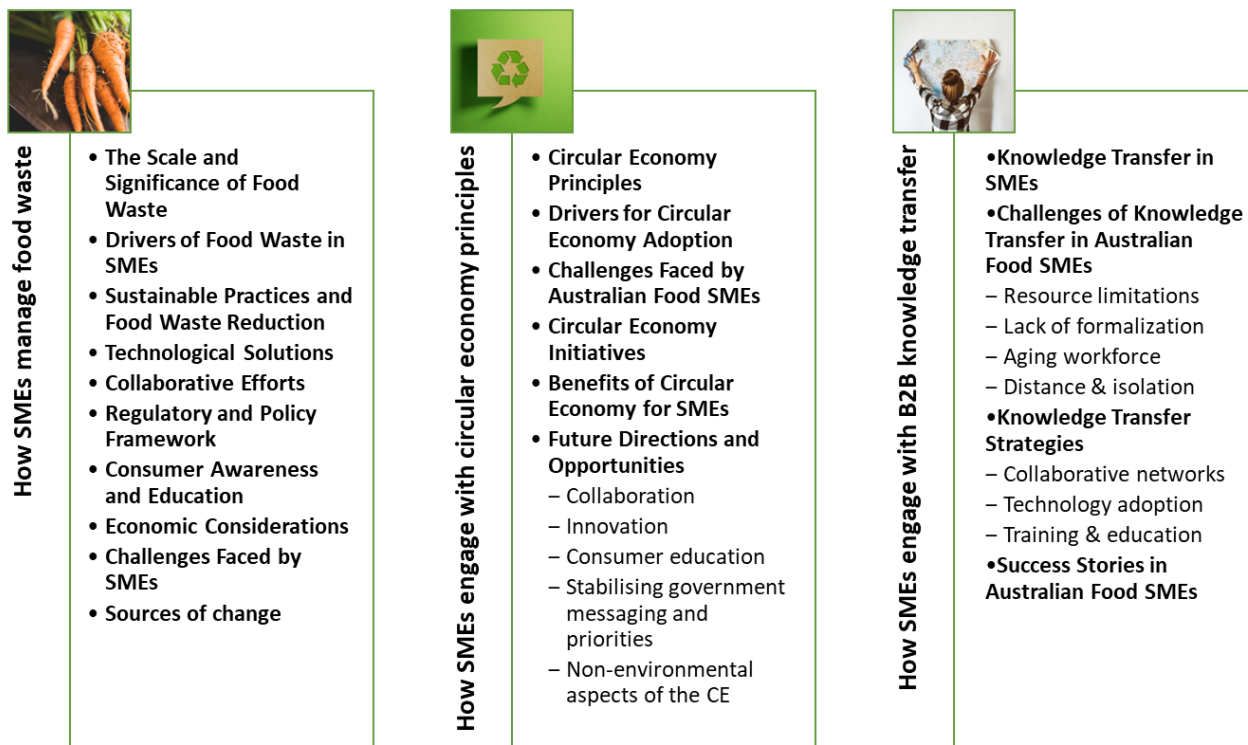 How SMEs manage food waste
• The Scale and
Significance of Food
Waste
• Drivers of Food Waste in
SMEs
• Sustainable Practices and
Food Waste Reduction
• Technological Solutions
• Collaborative Efforts
• Regulatory and Policy
Framework
• Consumer Awareness
and Education
• Economic Considerations
• Challenges Faced by
SMEs
• Sources of change
How SMEs engage with circular economy principles
• Circular Economy
Principles
• Drivers for Circular
Economy Adoption
• Challenges Faced by
Australian Food SMEs
• Circular Economy
Initiatives
• Benefits of Circular
Economy for SMEs
• Future Directions and
Opportunities
– Collaboration
– Innovation
– Consumer education
– Stabilising government
messaging and
priorities
– Non-environmental
aspects of the CE
How SMEs engage with B2B knowledge transfer
•Knowledge Transfer in
SMEs
•Challenges of Knowledge
Transfer in Australian
Food SMEs
– Resource limitations
– Lack of formalization
– Aging workforce
– Distance & isolation
•Knowledge Transfer
Strategies
– Collaborative networks
– Technology adoption
– Training & education
•Success Stories in
Australian Food SMEs